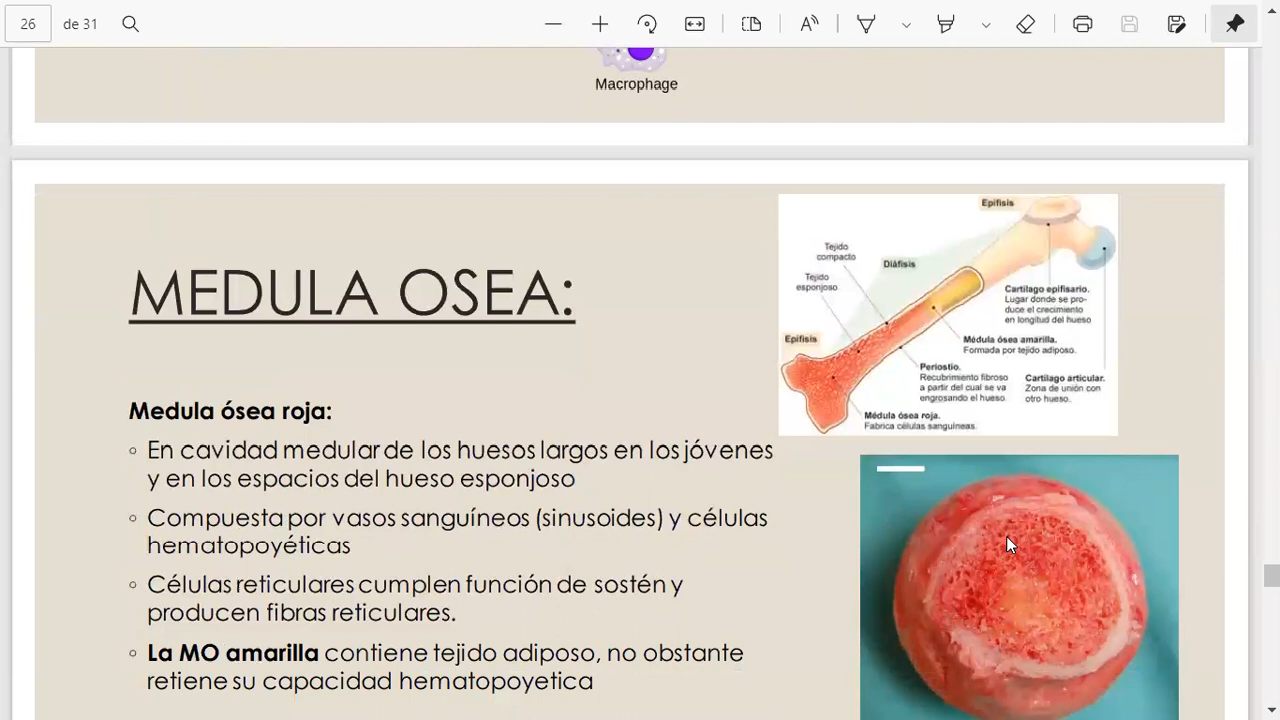 26 de 31
Macrophage
MEDULA OSEA:
Medula ósea roja:
◦ En cavidad medular de los huesos largos en los jóvenes
y en los espacios del hueso esponjoso
◦ Compuesta por vasos sanguíneos (sinusoides) y células
hematopoyéticas
◦ Células reticulares cumplen función de sostén y
producen fibras reticulares.
◦ La MO amarilla contiene tejido adiposo, no obstante
retiene su capacidad hematopoyetica
Epífisis
Tejido
compacto
Diáfisis
Tejido
esponjoso
Cartílago epifisario.
Lugar donde se pro-
duce el crecimiento
en longitud del hueso
Epífisis
Médula ósea amarilla.
Formada por tejido adiposo.
Periostio.
Recubrimiento fibroso
a partir del cual se va
engrosando el hueso.
Cartílago articular.
Zona de unión con
otro hueso.
Médula ósea roja.
Fabrica células sanguíneas.